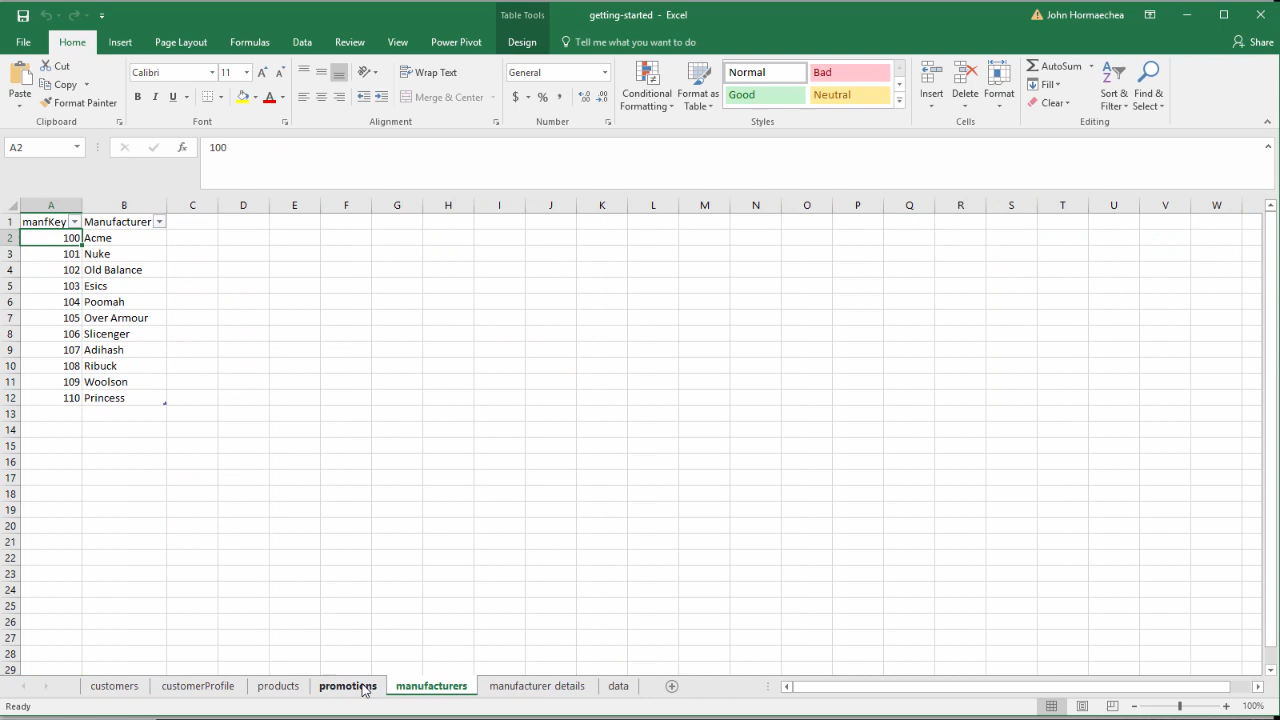 Table Tools
getting-started - Excel
John Hormaechea
File Home Insert Page Layout Formulas Data Review View Power Pivot Design Tell me what you want to do Share
Paste
Cut
Copy
Format Painter
Clipboard
Calibri 11
B I U
Font
Wrap Text
Merge & Center
Alignment
General
$ % ,
Number
Conditional Formatting
Format as Table
Normal Bad
Good Neutral
Styles
Insert Delete Format
Cells
AutoSum
Fill
Clear
Sort & Filter
Find & Select
Editing
A2 fx 100
A B C D E F G H I J K L M N O P Q R S T U V W
1 manfKey Manufacturer
2 100 Acme
3 101 Nuke
4 102 Old Balance
5 103 Esics
6 104 Poomah
7 105 Over Armour
8 106 Slicenger
9 107 Adihash
10 108 Ribuck
11 109 Woolson
12 110 Princess
13
14
15
16
17
18
19
20
21
22
23
24
25
26
27
28
29
customers customerProfile products promotions manufacturers manufacturer details data
Ready 100%